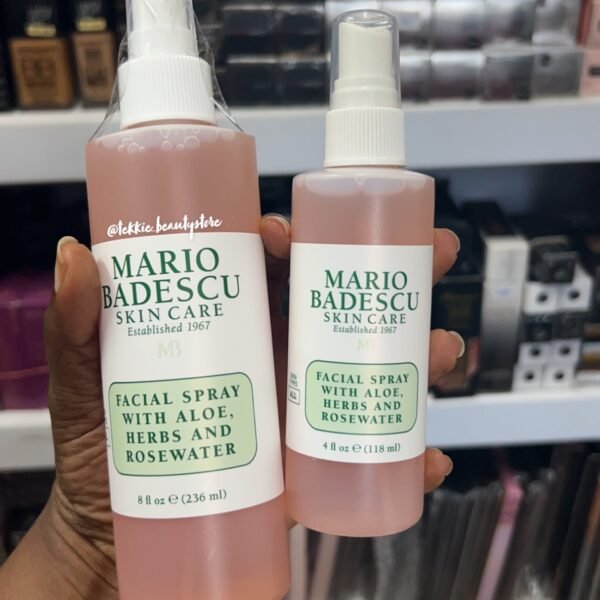 @tekkie.beautystore
MARIO
BADESCU
SKIN CARE
Established 1967
MB
FACIAL SPRAY
WITH ALOE,
HERBS AND
ROSEWATER
8 fl oz ℮ (236 ml)
MARIO
BADESCU
SKIN CARE
Established 1967
MB
FACIAL SPRAY
WITH ALOE,
HERBS AND
ROSEWATER
4 fl oz ℮ (118 ml)
ALL